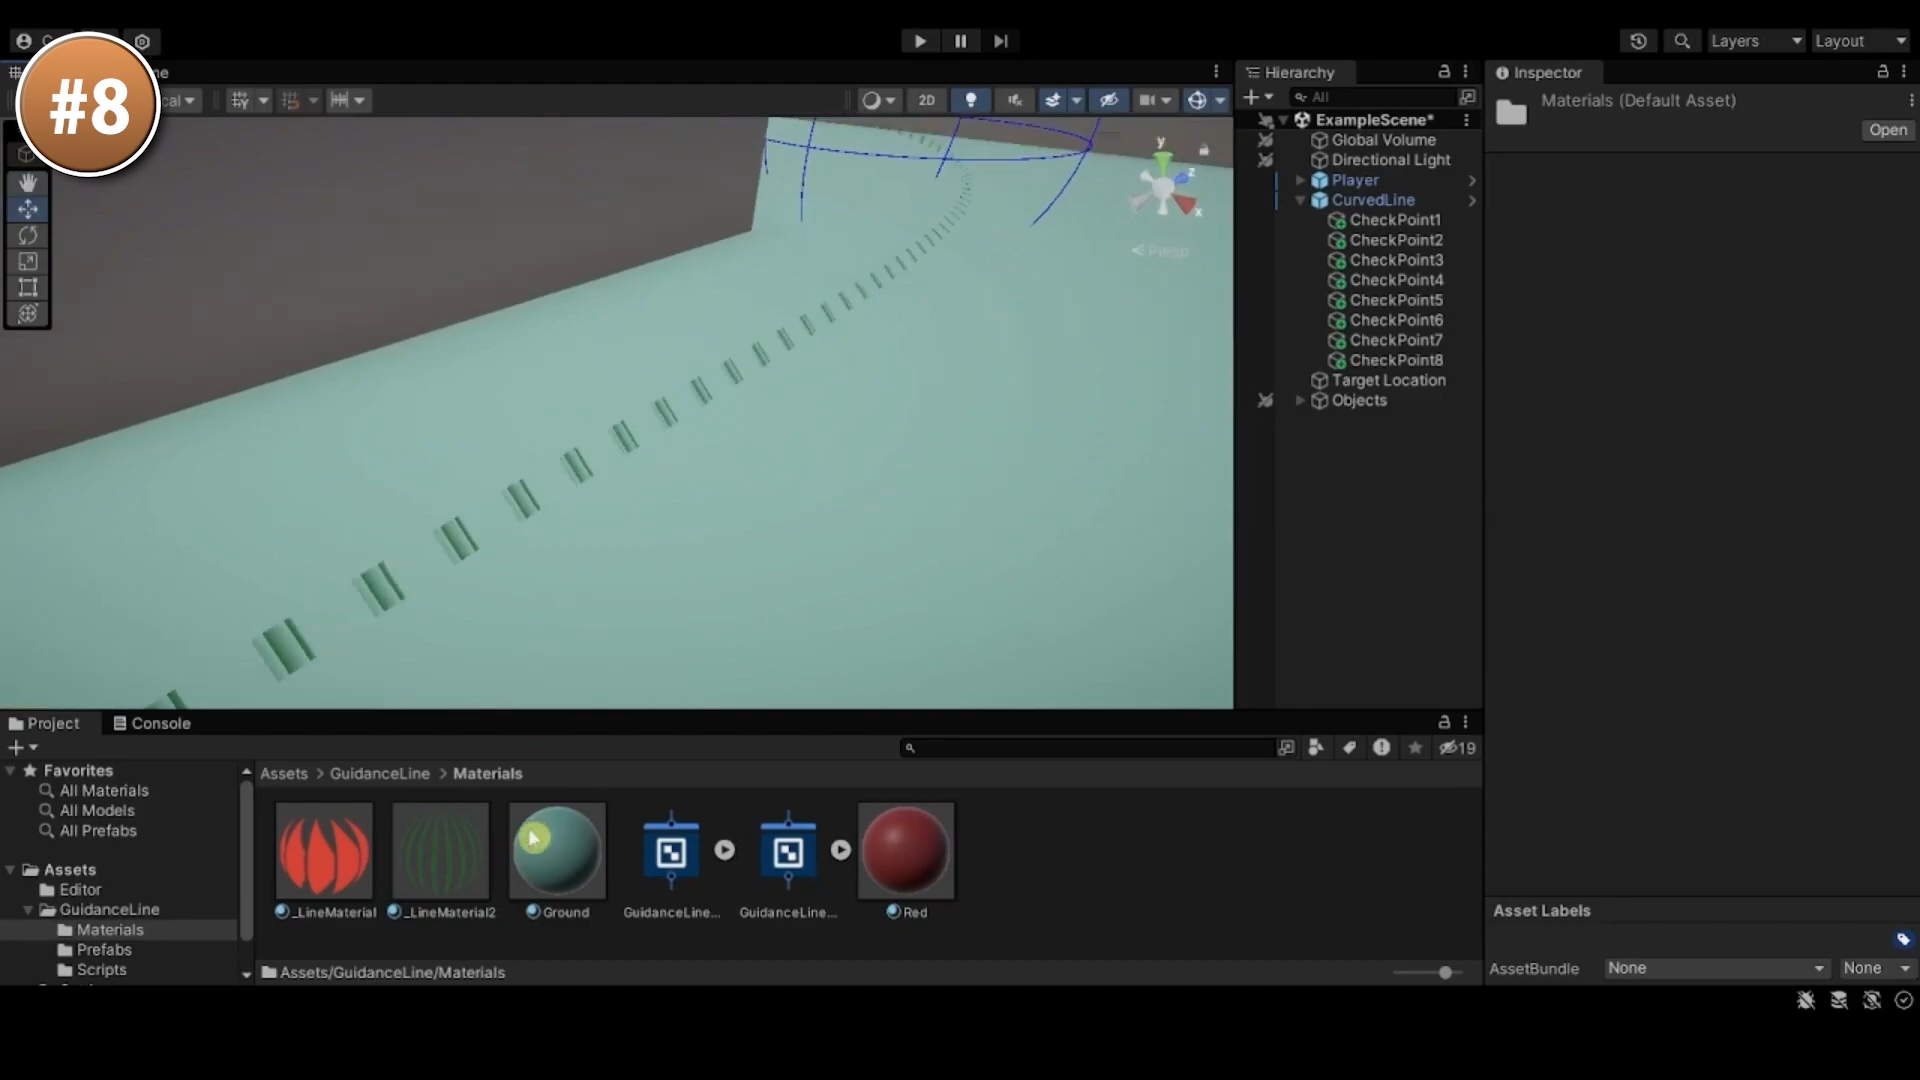 #8
Layers
Layout
2D
y
z
x
Persp
Hierarchy
All
ExampleScene*
Global Volume
Directional Light
Player
CurvedLine
CheckPoint1
CheckPoint2
CheckPoint3
CheckPoint4
CheckPoint5
CheckPoint6
CheckPoint7
CheckPoint8
Target Location
Objects
Inspector
Materials (Default Asset)
Open
Project
Console
19
Favorites
All Materials
All Models
All Prefabs
Assets
Editor
GuidanceLine
Materials
Prefabs
Scripts
Assets > GuidanceLine > Materials
_LineMaterial
_LineMaterial2
Ground
GuidanceLine...
GuidanceLine...
Red
Assets/GuidanceLine/Materials
Asset Labels
AssetBundle
None
None